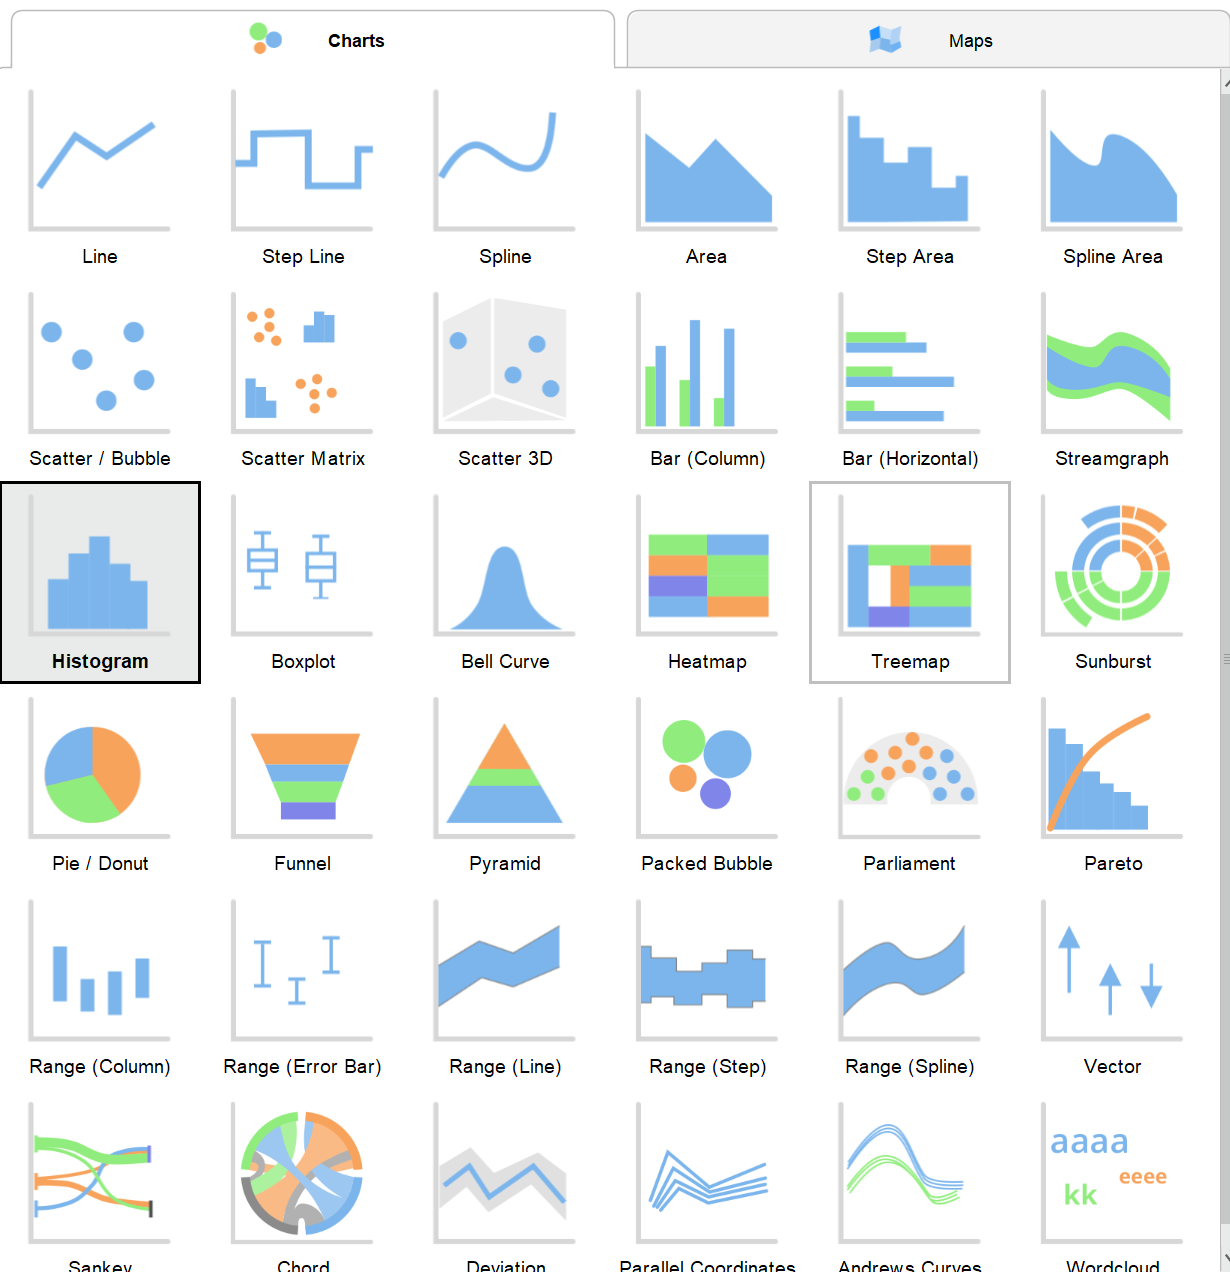 Charts
Maps
Line
Step Line
Spline
Area
Step Area
Spline Area
Scatter / Bubble
Scatter Matrix
Scatter 3D
Bar (Column)
Bar (Horizontal)
Streamgraph
Histogram
Boxplot
Bell Curve
Heatmap
Treemap
Sunburst
Pie / Donut
Funnel
Pyramid
Packed Bubble
Parliament
Pareto
Range (Column)
Range (Error Bar)
Range (Line)
Range (Step)
Range (Spline)
Vector
aaaa
eeee
kk
Sankey
Chord
Deviation
Parallel Coordinates
Andrews Curves
Wordcloud